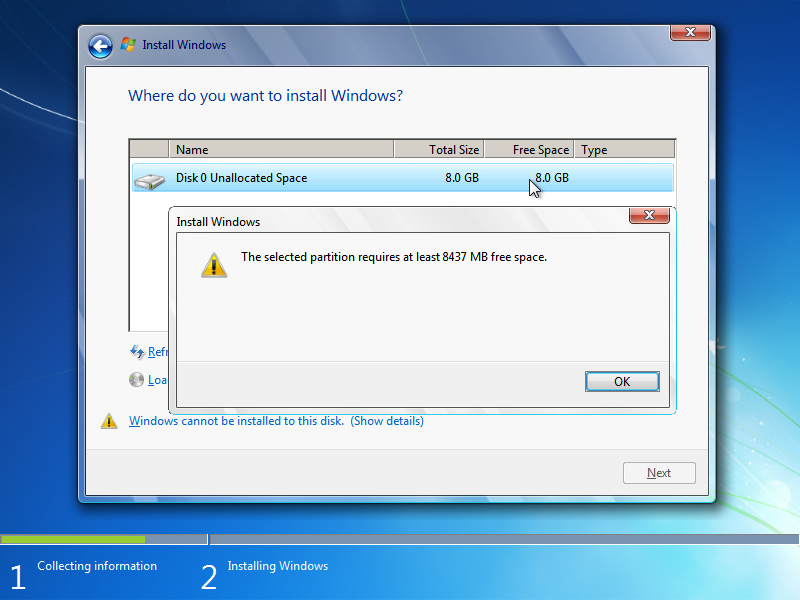 Install Windows
Where do you want to install Windows?
Name Total Size Free Space Type
Disk 0 Unallocated Space 8.0 GB 8.0 GB
Install Windows
The selected partition requires at least 8437 MB free space.
OK
Refr
Loa
Windows cannot be installed to this disk. (Show details)
Next
1 Collecting information 2 Installing Windows